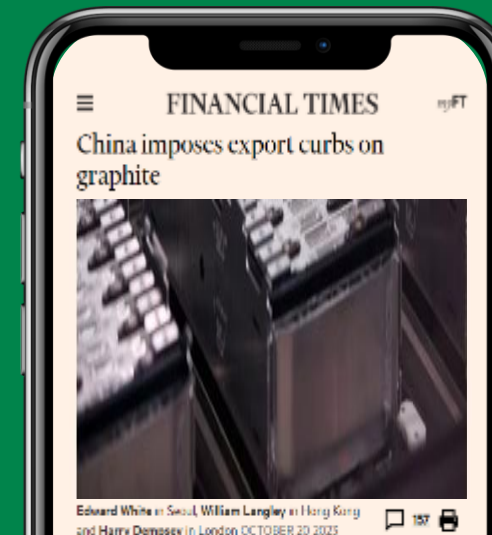 FINANCIAL TIMES
myFT
China imposes export curbs on
graphite
Edward White in Seoul, William Langley in Hong Kong
and Harry Dempsey in London OCTOBER 20 2023
157